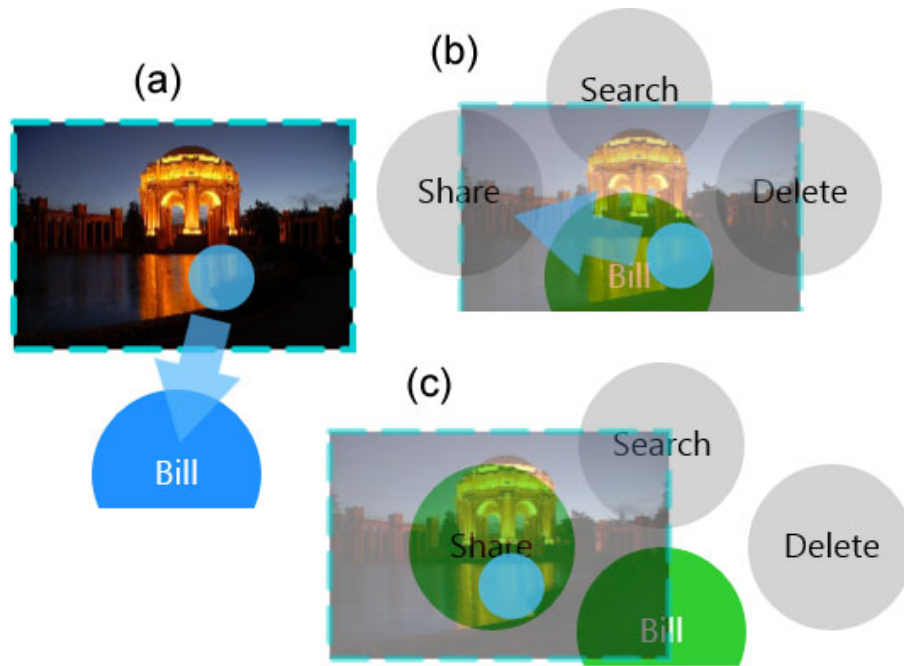 (a)
Bill
(b)
Search
Share
Delete
Bill
(c)
Search
Share
Delete
Bill